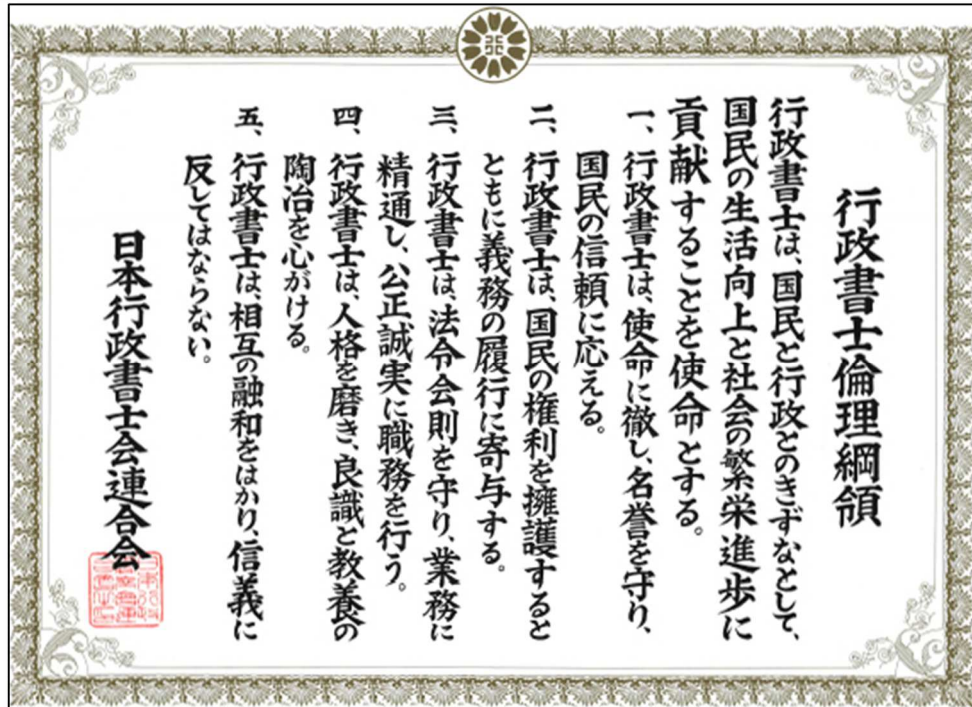 行政書士倫理綱領
行政書士は、国民と行政とのきずなとして、
国民の生活向上と社会の繁栄進歩に
貢献することを使命とする。
一、行政書士は、使命に徹し、名誉を守り、
国民の信頼に応える。
二、行政書士は、国民の権利を擁護すると
ともに義務の履行に寄与する。
三、行政書士は、法令会則を守り、業務に
精通し、公正誠実に職務を行う。
四、行政書士は、人格を磨き、良識と教養の
陶冶を心がける。
五、行政書士は、相互の融和をはかり、信義に
反してはならない。
日本行政書士会連合会